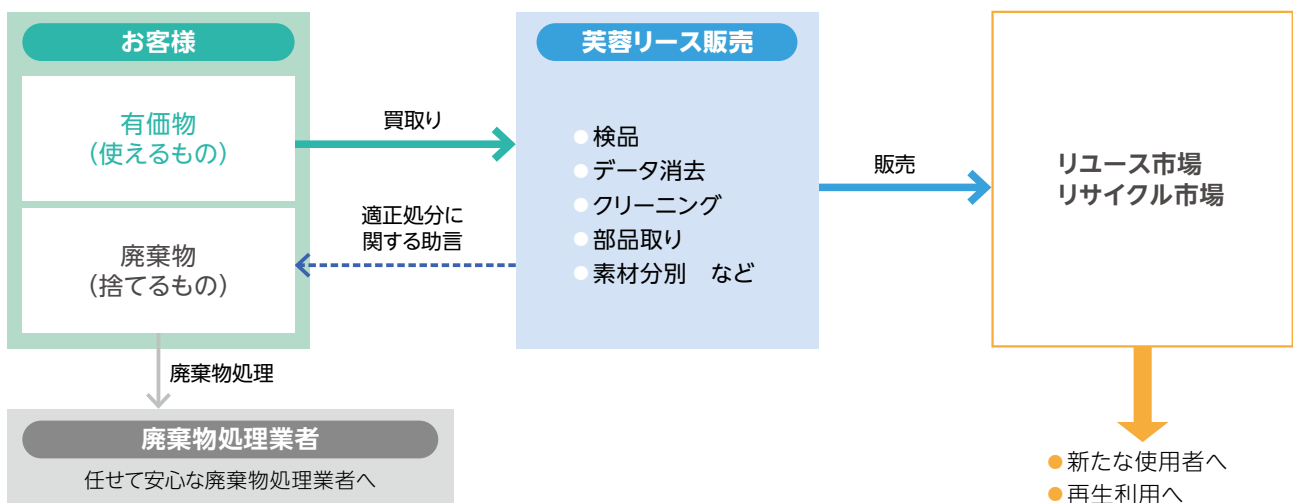 お客様
有価物
(使えるもの)
廃棄物
(捨てるもの)
買取り
適正処分に
関する助言
廃棄物処理
廃棄物処理業者
任せて安心な廃棄物処理業者へ
芙蓉リース販売
検品
データ消去
クリーニング
部品取り
素材分別　など
販売
リユース市場
リサイクル市場
新たな使用者へ
再生利用へ